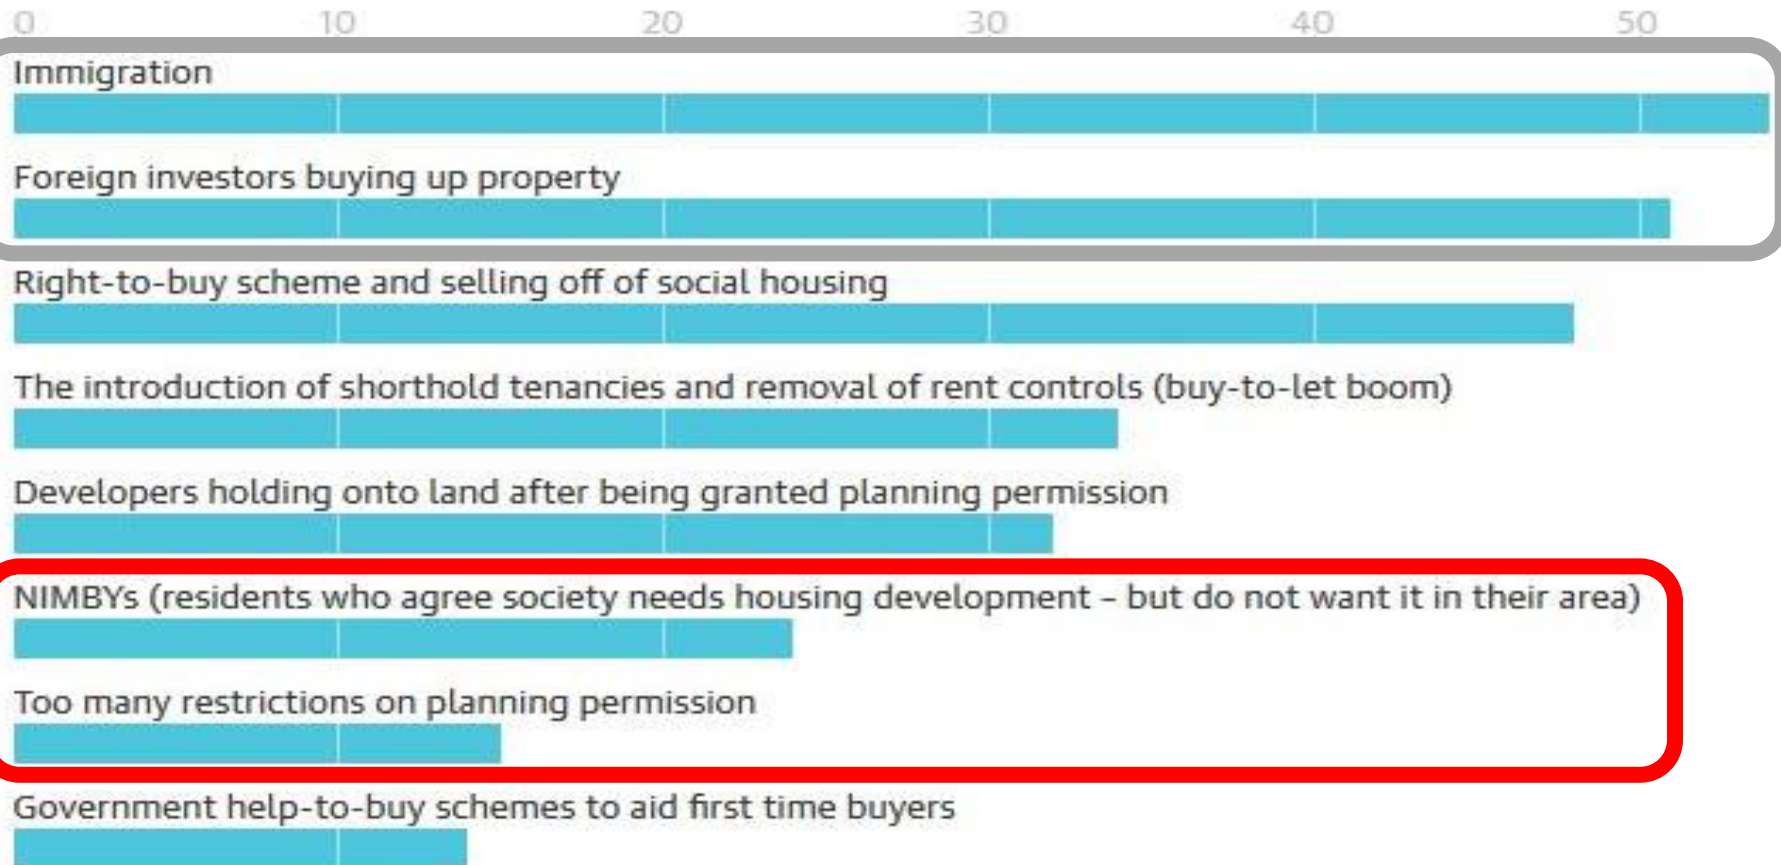 0 10 20 30 40 50
Immigration
Foreign investors buying up property
Right-to-buy scheme and selling off of social housing
The introduction of shorthold tenancies and removal of rent controls (buy-to-let boom)
Developers holding onto land after being granted planning permission
NIMBYs (residents who agree society needs housing development – but do not want it in their area)
Too many restrictions on planning permission
Government help-to-buy schemes to aid first time buyers